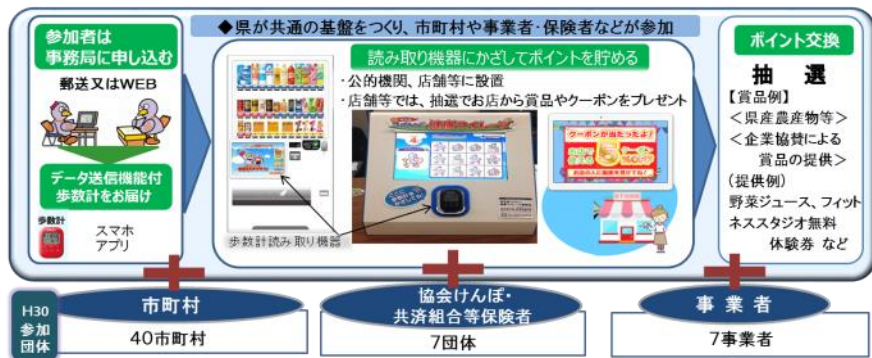 ◆県が共通の基盤をつくり、市町村や事業者・保険者などが参加
参加者は
事務局に申し込む
郵送又はWEB
データ送信機能付
歩数計をお届け
歩数計
スマホ
アプリ
読み取り機器にかざしてポイントを貯める
・公的機関、店舗等に設置
・店舗等では、抽選でお店から賞品やクーポンをプレゼント
クーポンが当たったよ!
5
STORE
歩数計読み取り機器
ポイント交換
抽 選
【賞品例】
<県産農産物等>
<企業協賛による
賞品の提供>
(提供例)
野菜ジュース、フィット
ネススタジオ無料
体験券 など
H30
参加
団体
市町村
40市町村
協会けんぽ・
共済組合等保険者
7団体
事業者
7事業者